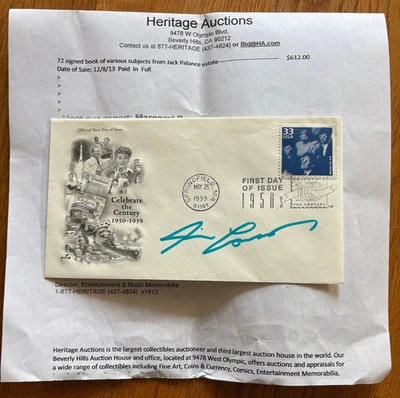 Heritage Auctions
9478 W Olympic Blvd,
Beverly Hills, CA 90212
Contact us at 877-HERITAGE (437-4824) or Bid@HA.com
72 signed book of various subjects from Jack Palance estate
$612.00
Date of Sale: 12/8/13 Paid In Full
>
>
>
Official First Day of Issue
Celebrate
the
Century
1950-1959
SPRINGFIELD, MA
MAY 26
1999
01101
FIRST DAY
OF ISSUE
1950s
THE CENTURY
33
USA
Director, Entertainment & Music Memorabilia
1-877-HERITAGE (437-4824) x1812
Heritage Auctions is the largest collectibles auctioneer and third largest auction house in the world. Our
Beverly Hills Auction House and office, located at 9478 West Olympic, offers auctions and appraisals for
a wide range of collectibles including Fine Art, Coins & Currency, Comics, Entertainment Memorabilia,